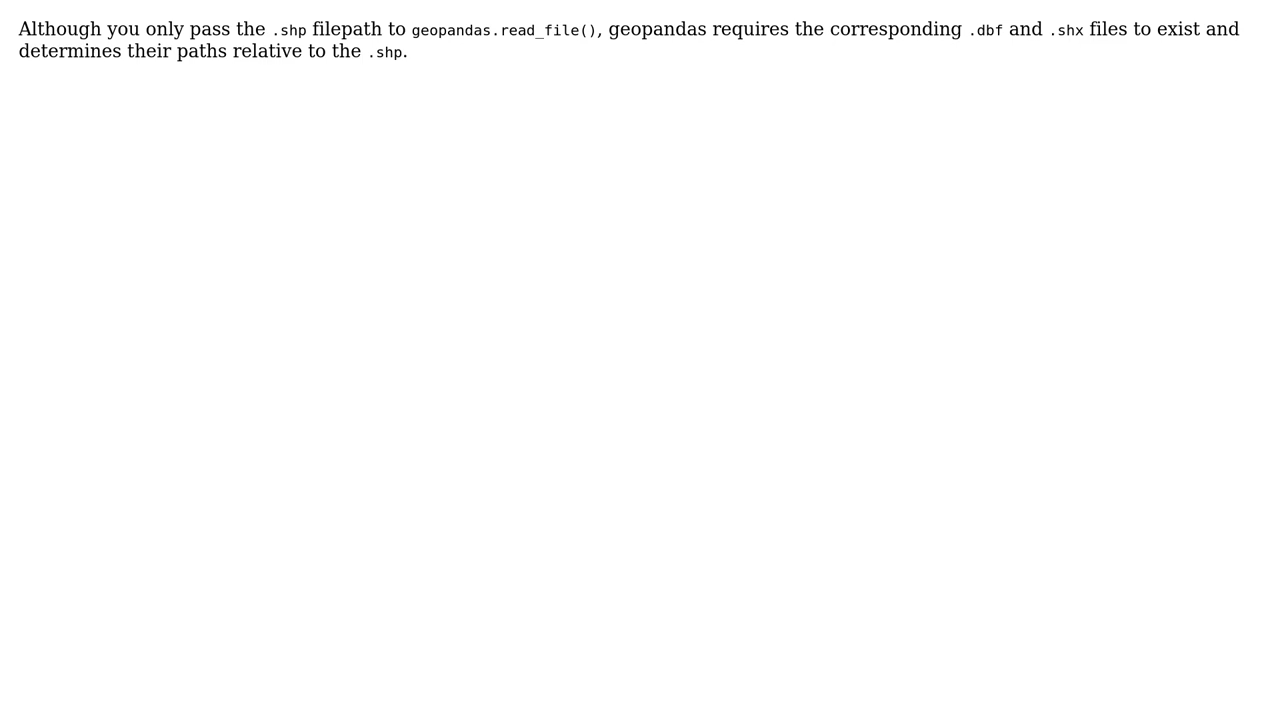 Although you only pass the .shp filepath to geopandas.read_file(), geopandas requires the corresponding .dbf and .shx files to exist and
determines their paths relative to the .shp.